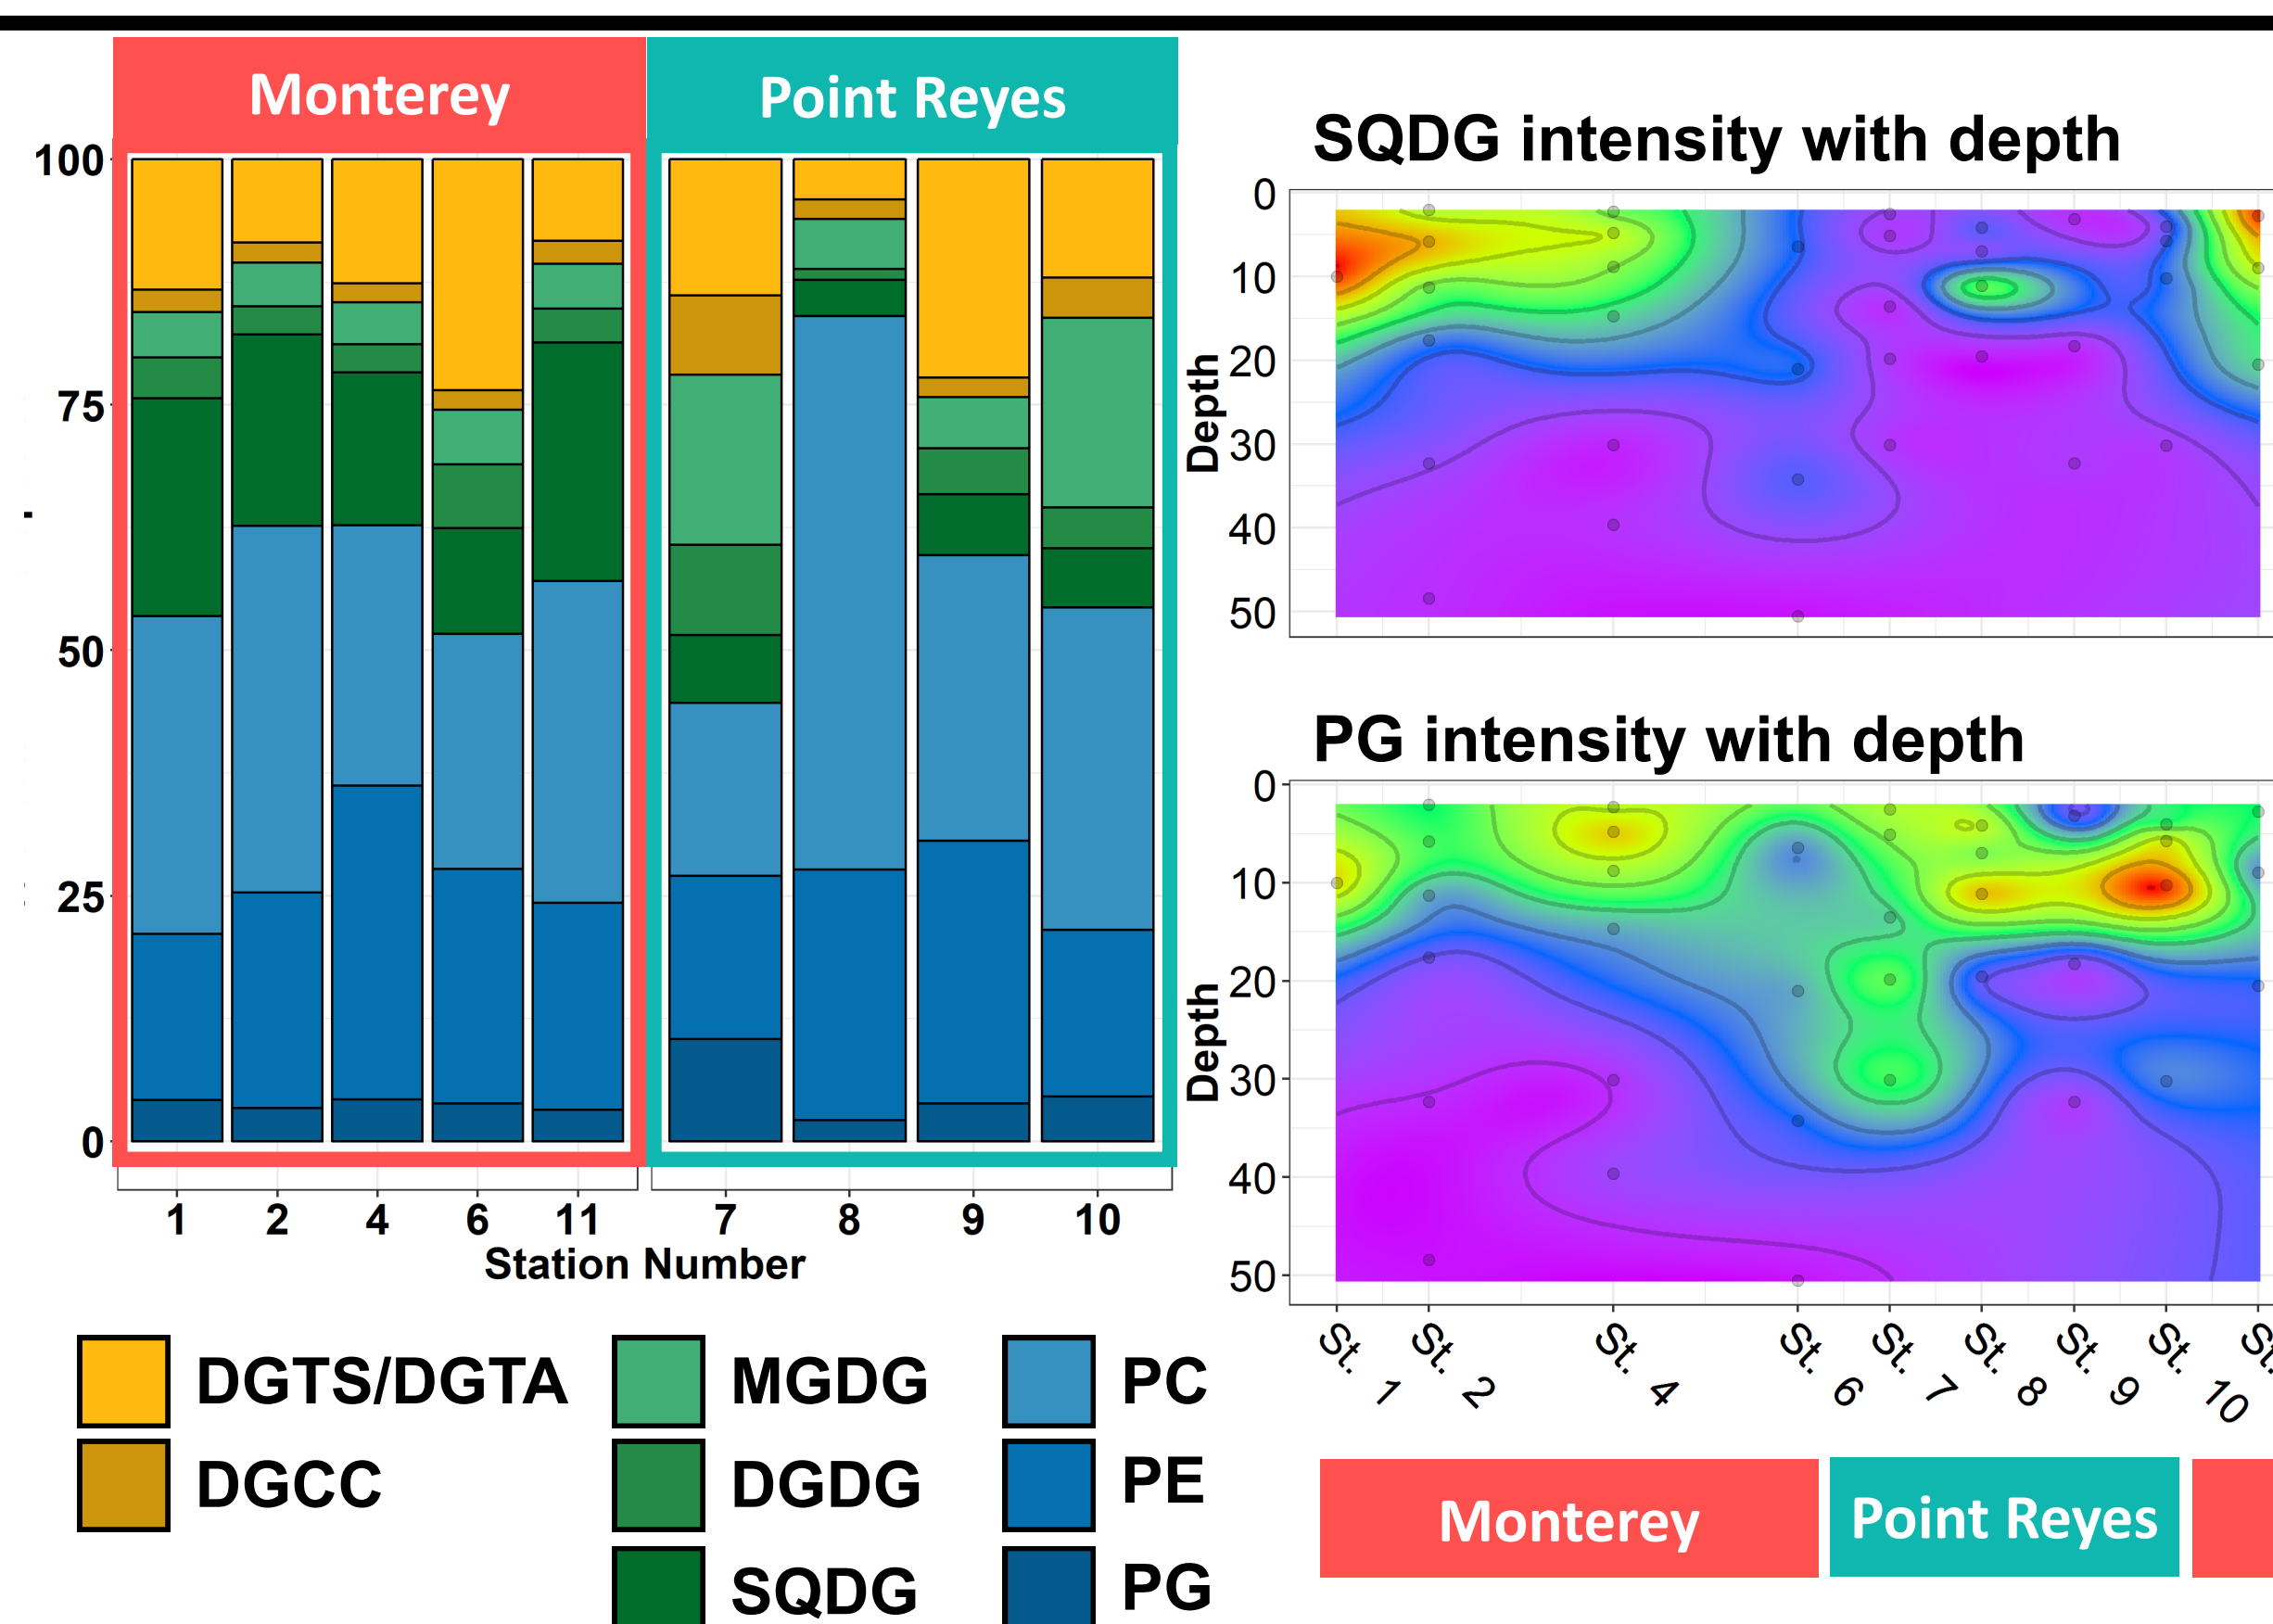 Monterey
Point Reyes
100
75
50
25
0
1 2 4 6 11 7 8 9 10
Station Number
DGTS/DGTA
DGCC
MGDG
DGDG
SQDG
PC
PE
PG
SQDG intensity with depth
Depth
0
10
20
30
40
50
PG intensity with depth
Depth
0
10
20
30
40
50
St. 1
St. 2
St. 4
St. 6
St. 7
St. 8
St. 9
St. 10
St.
Monterey
Point Reyes